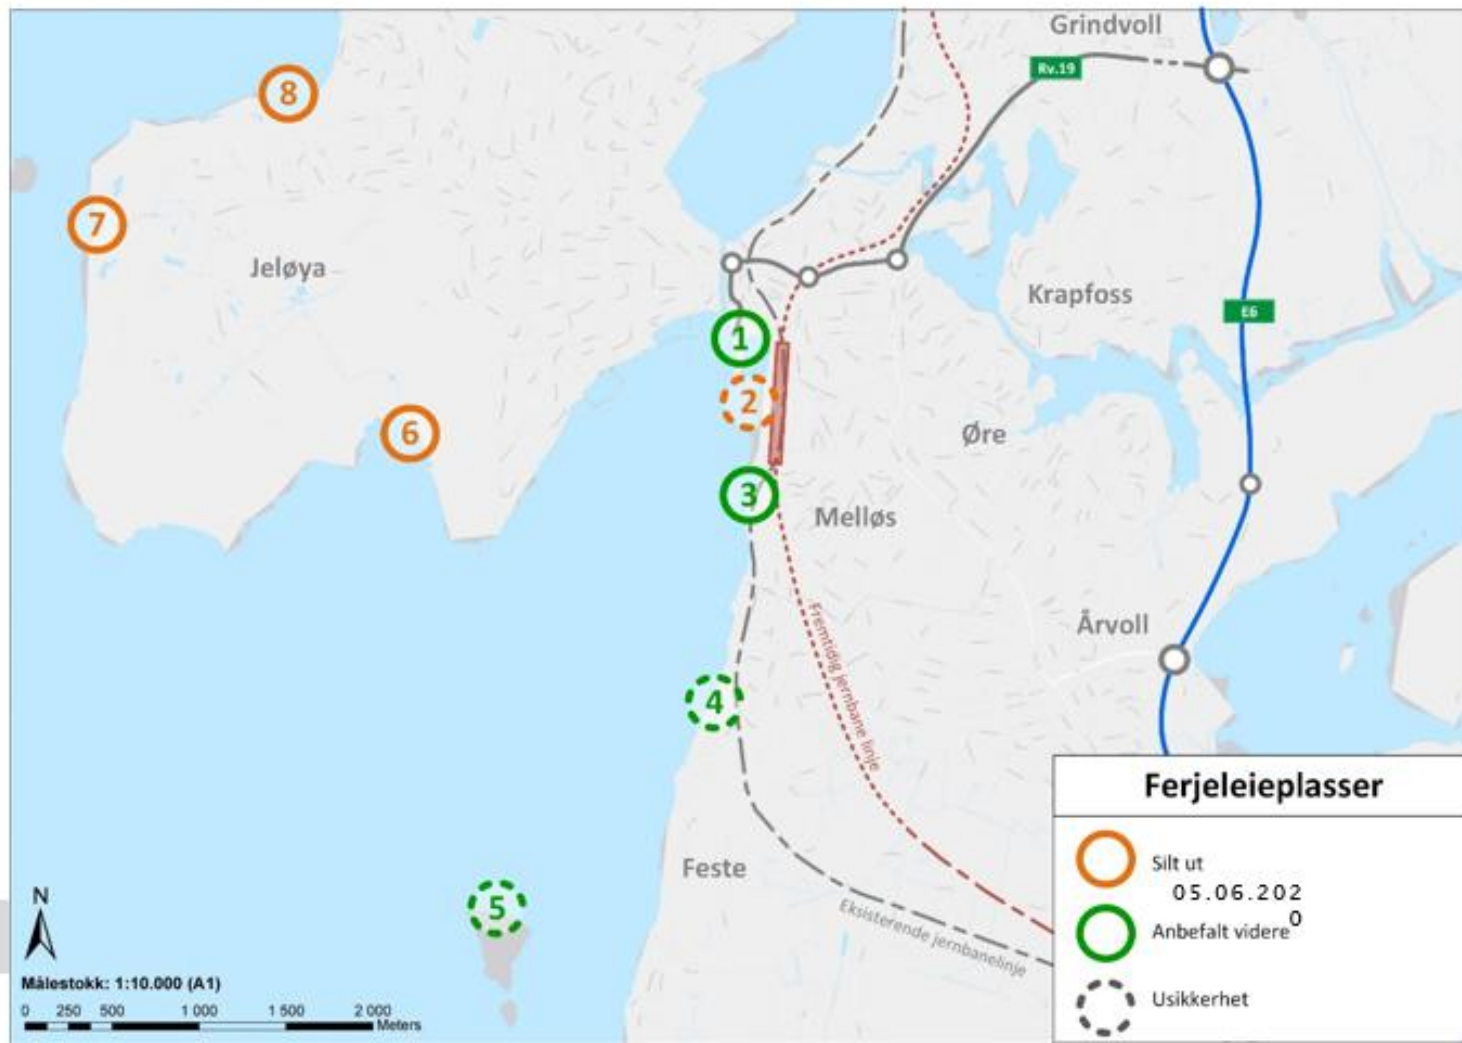 Grindvoll
Rv.19
8
7
Jeløya
Krapfoss
E6
1
2
6
Øre
3
Melløs
Årvoll
Fremtidig jernbane linje
4
Feste
5
Eksisterende jernbanelinje
N
Målestokk: 1:10.000 (A1)
0 250 500 1 000 1 500 2 000
Meters
Ferjeleieplasser
Silt ut
05.06.202
0
Anbefalt videre
Usikkerhet